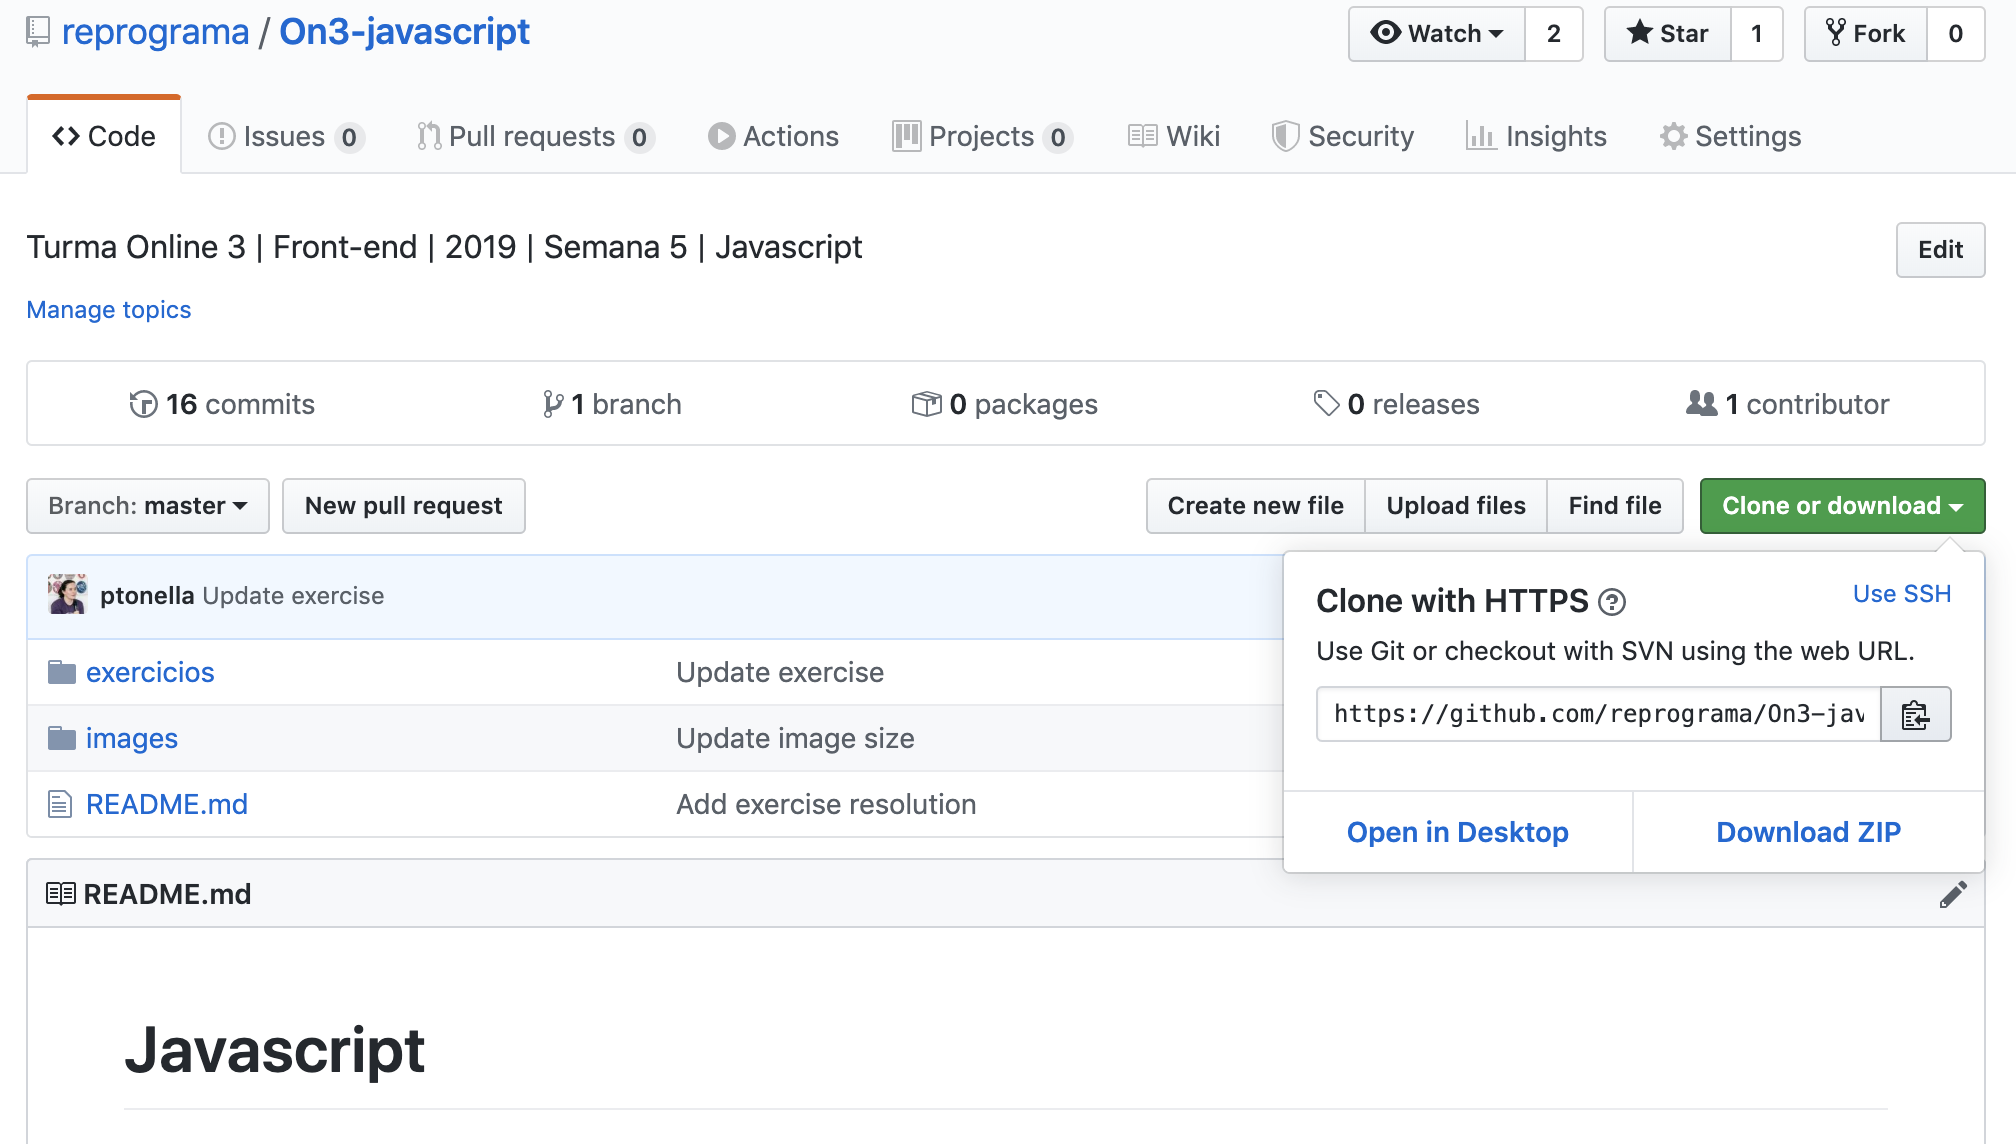 reprograma / On3-javascript
Watch 2 Star 1 Fork 0
Code Issues 0 Pull requests 0 Actions Projects 0 Wiki Security Insights Settings
Turma Online 3 | Front-end | 2019 | Semana 5 | Javascript
Edit
Manage topics
16 commits 1 branch 0 packages 0 releases 1 contributor
Branch: master New pull request Create new file Upload files Find file Clone or download
ptonella Update exercise
exercicios Update exercise
images Update image size
README.md Add exercise resolution
Clone with HTTPS ? Use SSH
Use Git or checkout with SVN using the web URL.
https://github.com/reprograma/On3-jav
Open in Desktop Download ZIP
README.md
Javascript